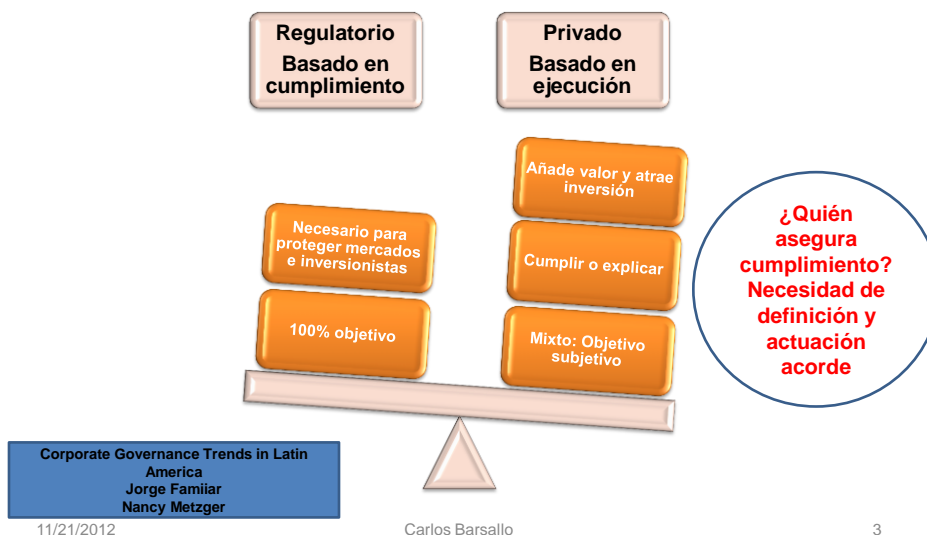 Regulatorio
Basado en
cumplimiento
Privado
Basado en
ejecución
Necesario para
proteger mercados
e inversionistas
100% objetivo
Añade valor y atrae
inversión
Cumplir o explicar
Mixto: Objetivo
subjetivo
¿Quién
asegura
cumplimiento?
Necesidad de
definición y
actuación
acorde
Corporate Governance Trends in Latin
America
Jorge Famiiar
Nancy Metzger
11/21/2012
Carlos Barsallo
3